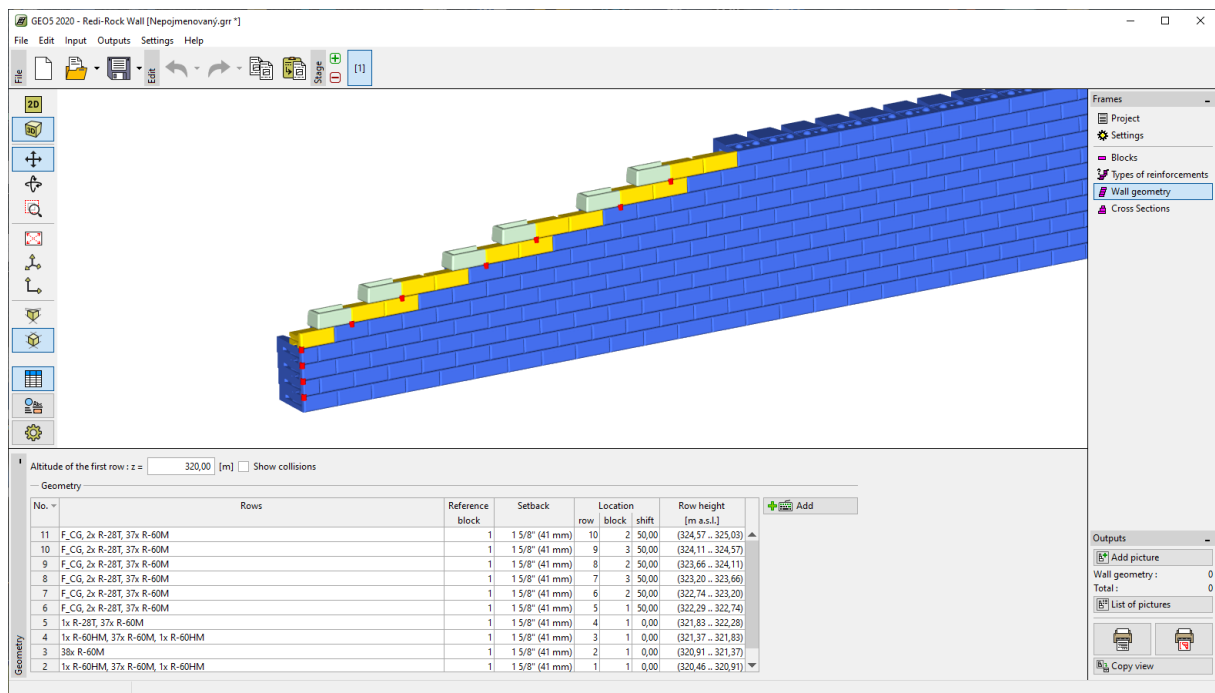 GEO5 2020 - Redi-Rock Wall [Nepojmenovaný.grr *]
File Edit Input Outputs Settings Help
File
Edit
Stage
[1]
2D
3D
Frames
Project
Settings
Blocks
Types of reinforcements
Wall geometry
Cross Sections
Altitude of the first row : z = 320,00 [m] Show collisions
Geometry
No. Rows Reference block Setback Location row block shift Row height [m a.s.l.]
Add
11 F_CG, 2x R-28T, 37x R-60M 1 1 5/8" (41 mm) 10 2 50,00 (324,57 .. 325,03)
10 F_CG, 2x R-28T, 37x R-60M 1 1 5/8" (41 mm) 9 3 50,00 (324,11 .. 324,57)
9 F_CG, 2x R-28T, 37x R-60M 1 1 5/8" (41 mm) 8 2 50,00 (323,66 .. 324,11)
8 F_CG, 2x R-28T, 37x R-60M 1 1 5/8" (41 mm) 7 3 50,00 (323,20 .. 323,66)
7 F_CG, 2x R-28T, 37x R-60M 1 1 5/8" (41 mm) 6 2 50,00 (322,74 .. 323,20)
6 F_CG, 2x R-28T, 37x R-60M 1 1 5/8" (41 mm) 5 1 50,00 (322,29 .. 322,74)
5 1x R-28T, 37x R-60M 1 1 5/8" (41 mm) 4 1 0,00 (321,83 .. 322,28)
4 1x R-60HM, 37x R-60M, 1x R-60HM 1 1 5/8" (41 mm) 3 1 0,00 (321,37 .. 321,83)
3 38x R-60M 1 1 5/8" (41 mm) 2 1 0,00 (320,91 .. 321,37)
2 1x R-60HM, 37x R-60M, 1x R-60HM 1 1 5/8" (41 mm) 1 1 0,00 (320,46 .. 320,91)
Geometry
Outputs
Add picture
Wall geometry : 0
Total : 0
List of pictures
Copy view